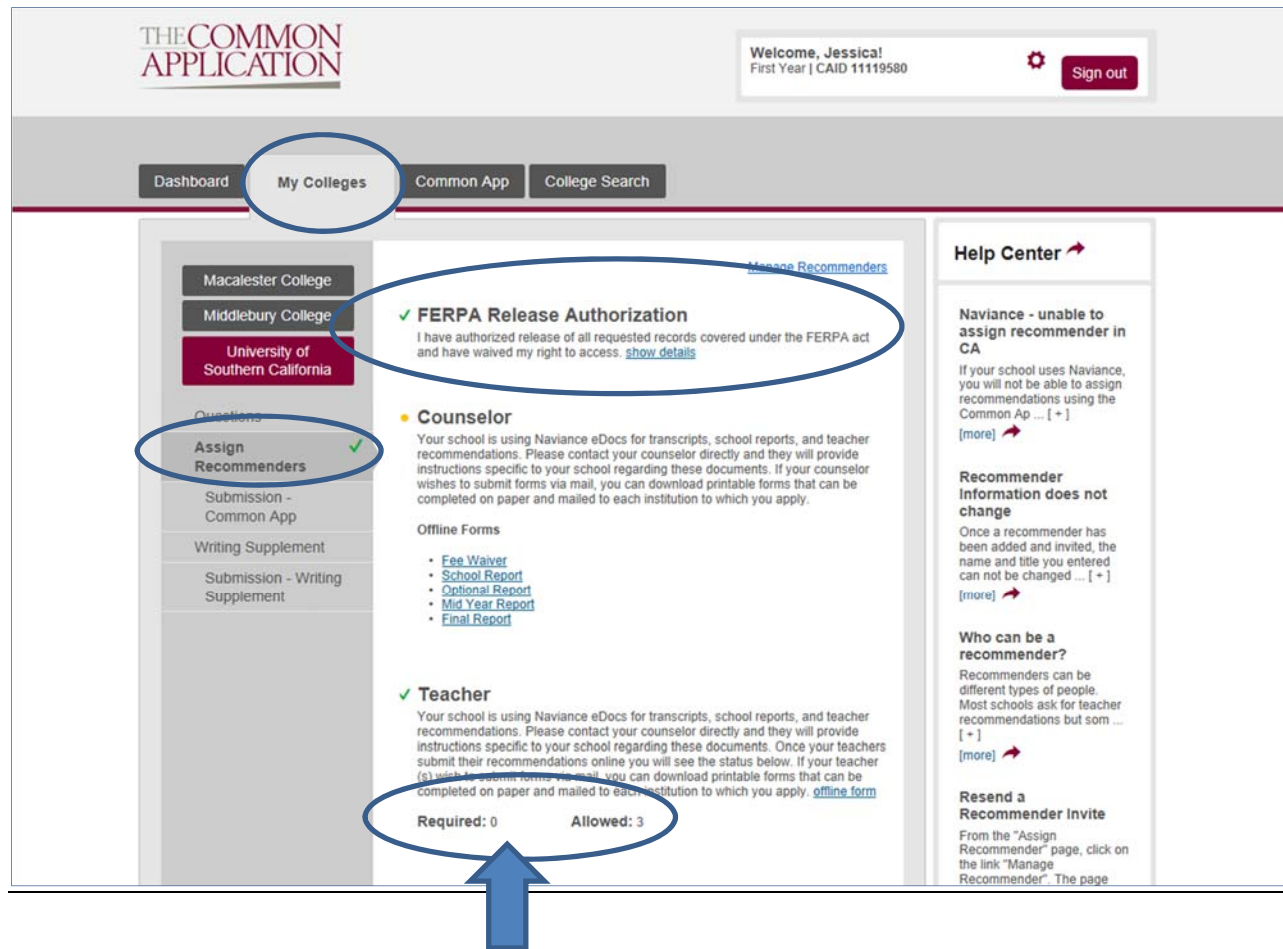 THE COMMON
APPLICATION
Welcome, Jessica!
First Year | CAID 11119580
Sign out
Dashboard
My Colleges
Common App
College Search
Macalester College
Middlebury College
University of
Southern California
Questions
Assign
Recommenders
Submission -
Common App
Writing Supplement
Submission - Writing
Supplement
Manage Recommenders
FERPA Release Authorization
I have authorized release of all requested records covered under the FERPA act
and have waived my right to access. show details
Counselor
Your school is using Naviance eDocs for transcripts, school reports, and teacher
recommendations. Please contact your counselor directly and they will provide
instructions specific to your school regarding these documents. If your counselor
wishes to submit forms via mail, you can download printable forms that can be
completed on paper and mailed to each institution to which you apply.
Offline Forms
• Fee Waiver
• School Report
• Optional Report
• Mid Year Report
• Final Report
Teacher
Your school is using Naviance eDocs for transcripts, school reports, and teacher
recommendations. Please contact your counselor directly and they will provide
instructions specific to your school regarding these documents. Once your teachers
submit their recommendations online you will see the status below. If your teacher
(s) wish to submit forms via mail, you can download printable forms that can be
completed on paper and mailed to each institution to which you apply. offline form
Required: 0 Allowed: 3
Help Center
Naviance - unable to
assign recommender in
CA
If your school uses Naviance,
you will not be able to assign
recommendations using the
Common Ap ... [ + ]
[more]
Recommender
Information does not
change
Once a recommender has
been added and invited, the
name and title you entered
can not be changed ... [ + ]
[more]
Who can be a
recommender?
Recommenders can be
different types of people.
Most schools ask for teacher
recommendations but som ...
[ + ]
[more]
Resend a
Recommender Invite
From the "Assign
Recommender" page, click on
the link "Manage
Recommender". The page